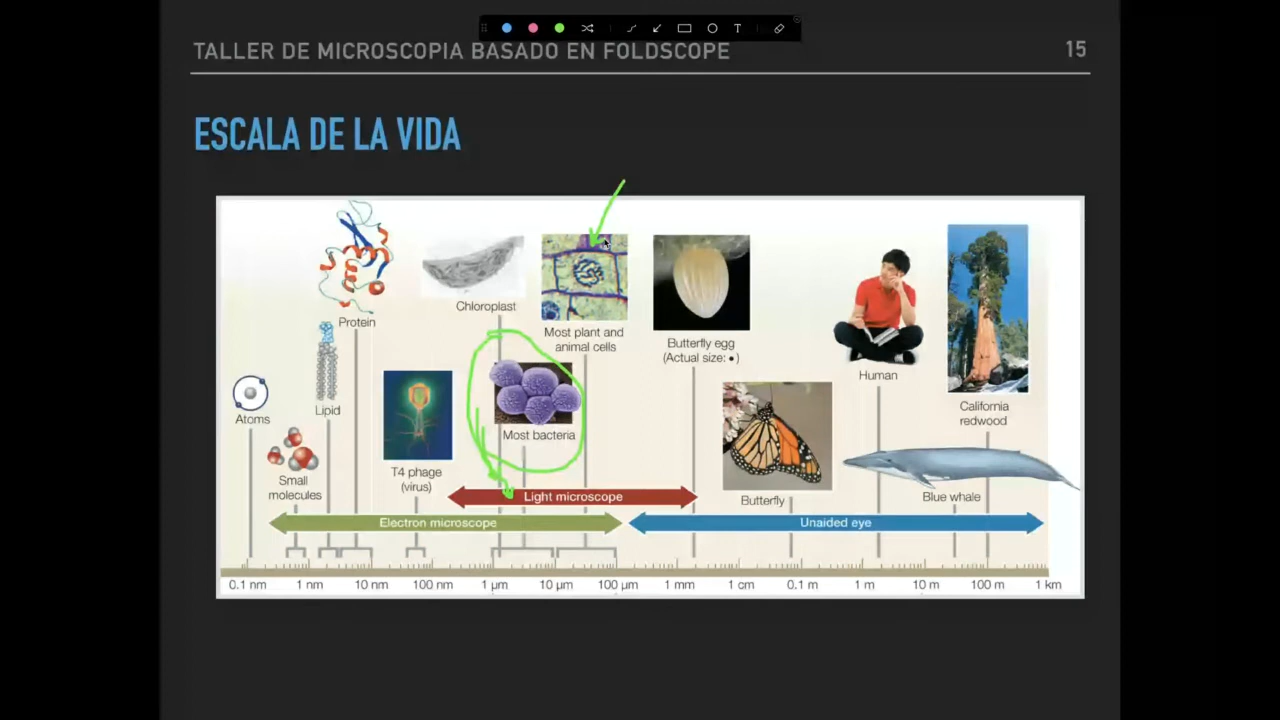 T
TALLER DE MICROSCOPIA BASADO EN FOLDSCOPE
15
ESCALA DE LA VIDA
Protein
Chloroplast
Most plant and
animal cells
Butterfly egg
(Actual size: •)
Human
California
redwood
Atoms
Lipid
Small
molecules
T4 phage
(virus)
Most bacteria
Butterfly
Blue whale
Light microscope
Electron microscope
Unaided eye
0.1 nm 1 nm 10 nm 100 nm 1 µm 10 µm 100 µm 1 mm 1 cm 0.1 m 1 m 10 m 100 m 1 km